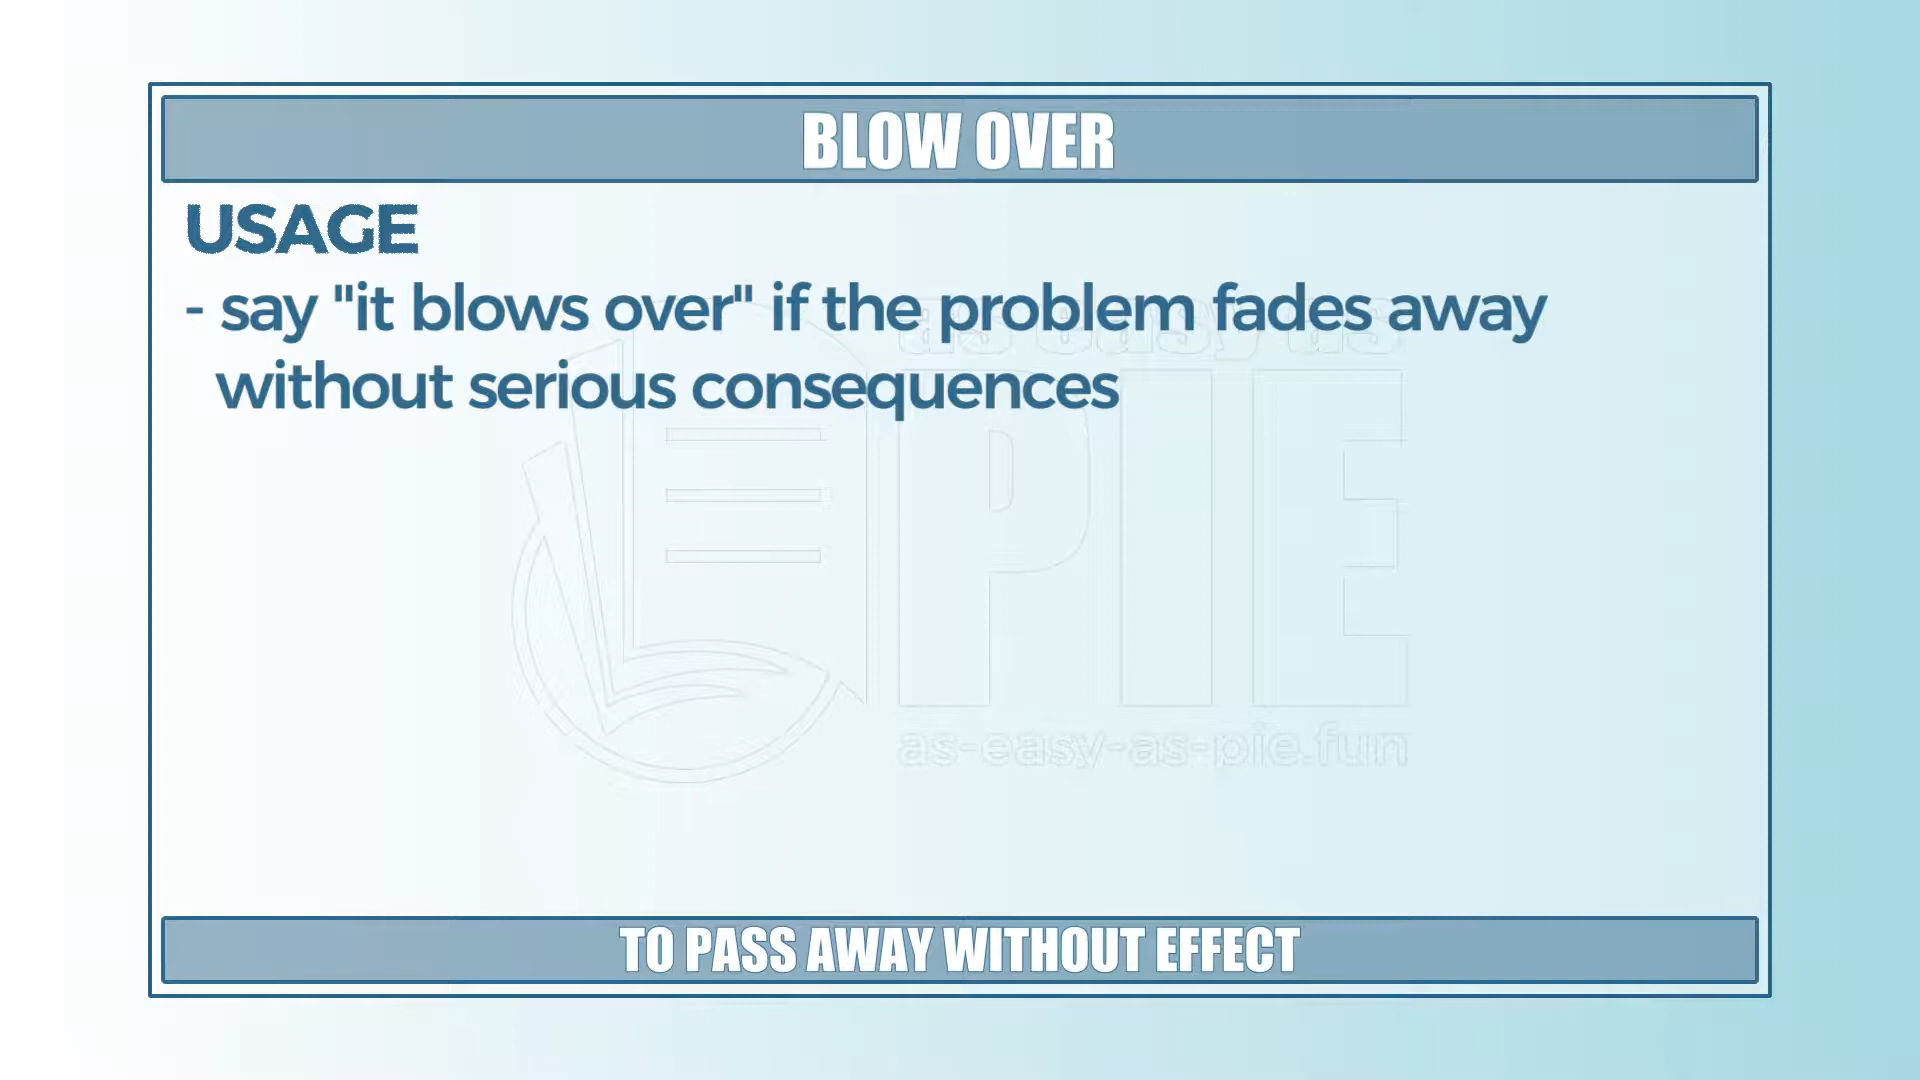 BLOW OVER
USAGE
- say "it blows over" if the problem fades away
without serious consequences
as easy as
PIE
as-easy-as-pie.fun
TO PASS AWAY WITHOUT EFFECT